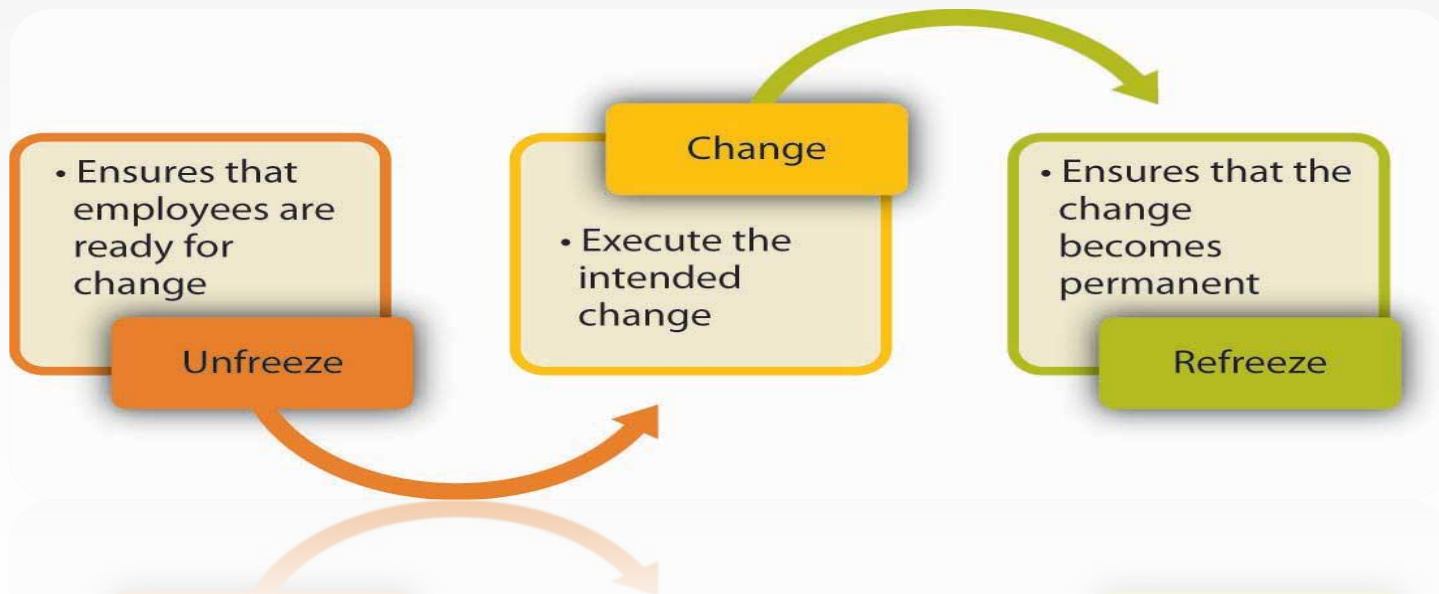 • Ensures that
employees are
ready for
change
Unfreeze
Change
• Execute the
intended
change
• Ensures that the
change
becomes
permanent
Refreeze